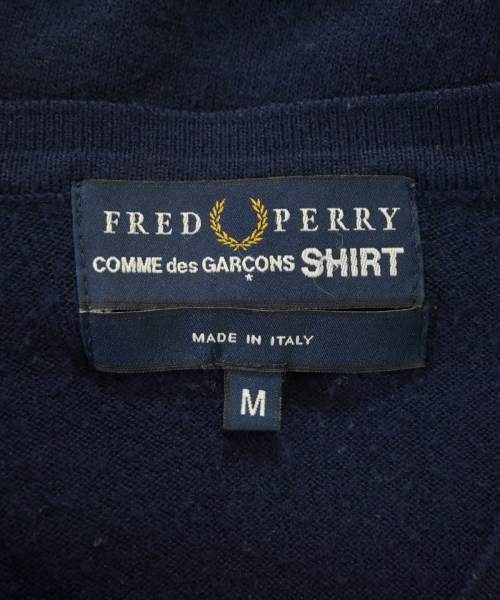 FRED PERRY
COMME des GARÇONS SHIRT
*
MADE IN ITALY
M